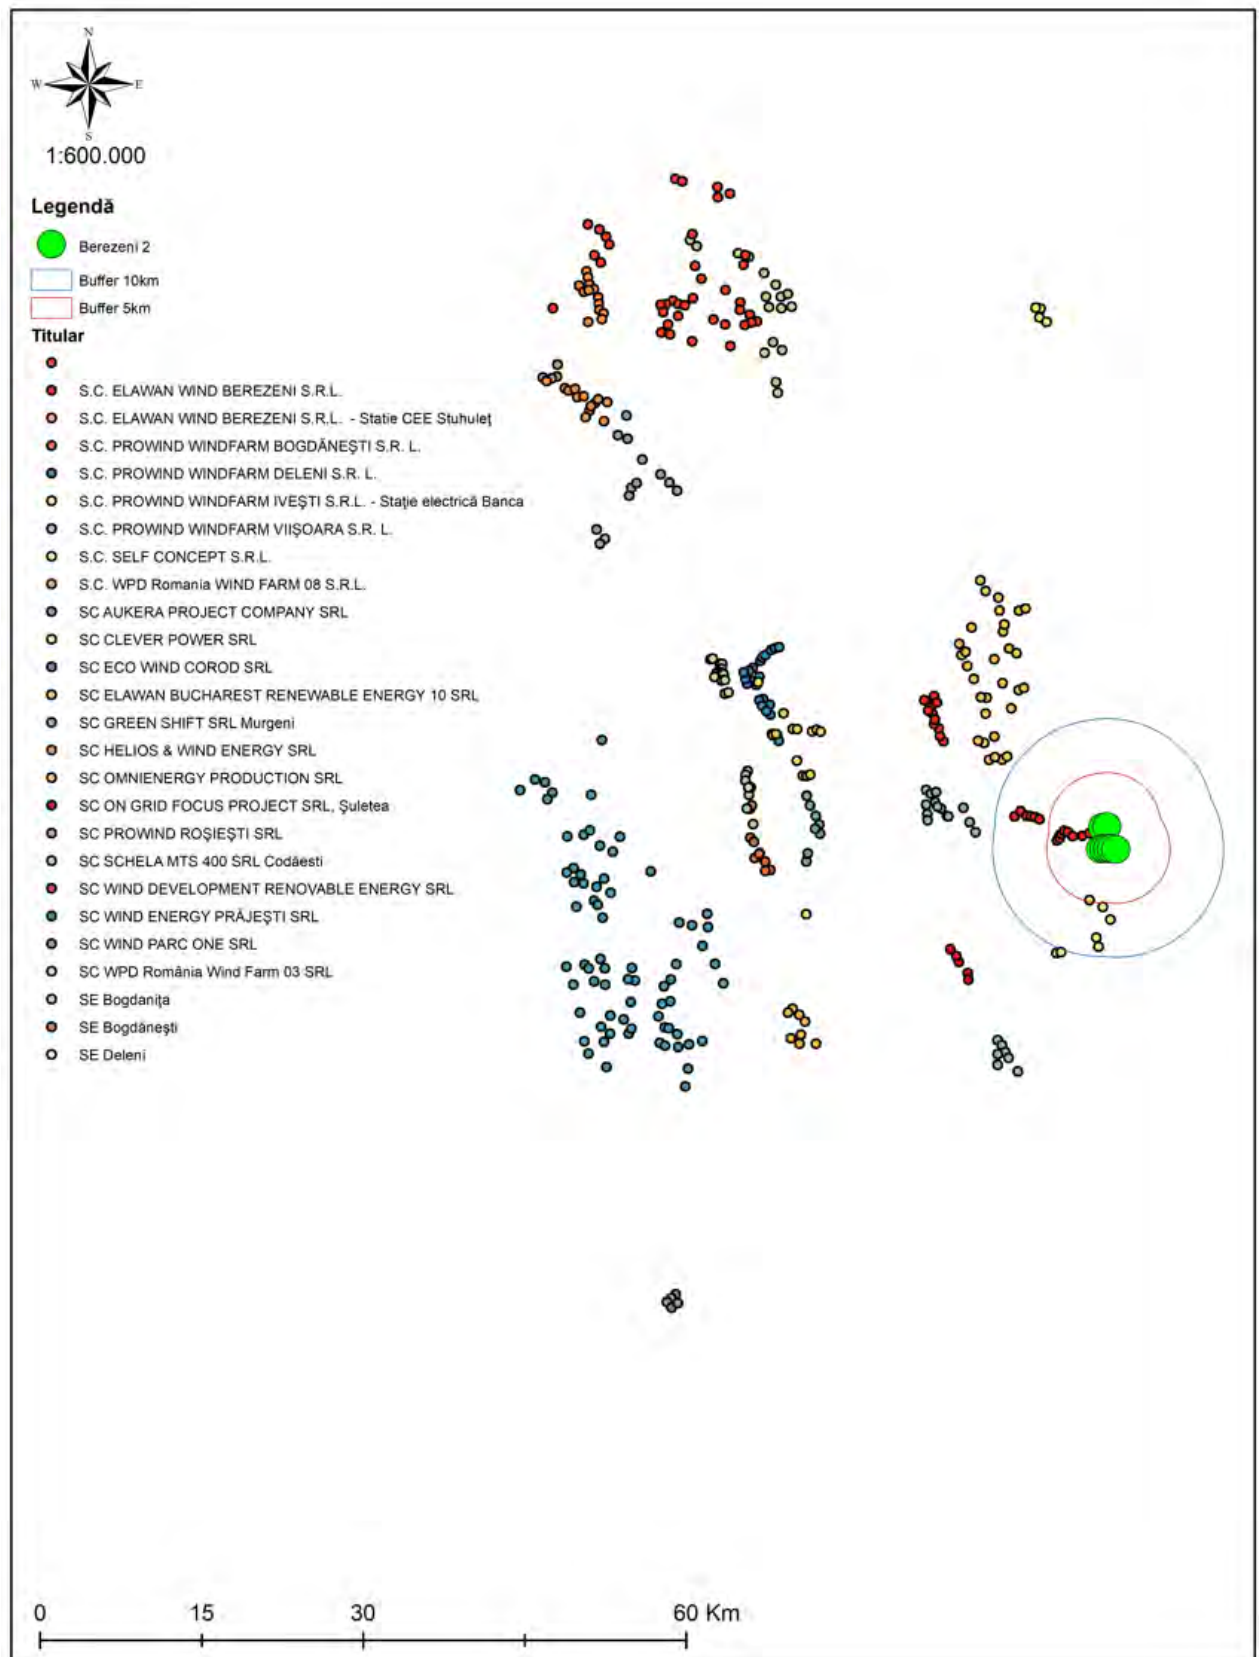 N
W E
S
1:600.000
Legendă
Berezeni 2
Buffer 10km
Buffer 5km
Titular
S.C. ELAWAN WIND BEREZENI S.R.L.
S.C. ELAWAN WIND BEREZENI S.R.L. - Statie CEE Stuhuleţ
S.C. PROWIND WINDFARM BOGDĂNEŞTI S.R. L.
S.C. PROWIND WINDFARM DELENI S.R. L.
S.C. PROWIND WINDFARM IVEŞTI S.R.L. - Staţie electrică Banca
S.C. PROWIND WINDFARM VIIŞOARA S.R. L.
S.C. SELF CONCEPT S.R.L.
S.C. WPD Romania WIND FARM 08 S.R.L.
SC AUKERA PROJECT COMPANY SRL
SC CLEVER POWER SRL
SC ECO WIND COROD SRL
SC ELAWAN BUCHAREST RENEWABLE ENERGY 10 SRL
SC GREEN SHIFT SRL Murgeni
SC HELIOS & WIND ENERGY SRL
SC OMNIENERGY PRODUCTION SRL
SC ON GRID FOCUS PROJECT SRL, Şuletea
SC PROWIND ROŞIEŞTI SRL
SC SCHELA MTS 400 SRL Codăesti
SC WIND DEVELOPMENT RENOVABLE ENERGY SRL
SC WIND ENERGY PRĂJEŞTI SRL
SC WIND PARC ONE SRL
SC WPD România Wind Farm 03 SRL
SE Bogdaniţa
SE Bogdăneşti
SE Deleni
0 15 30 60 Km